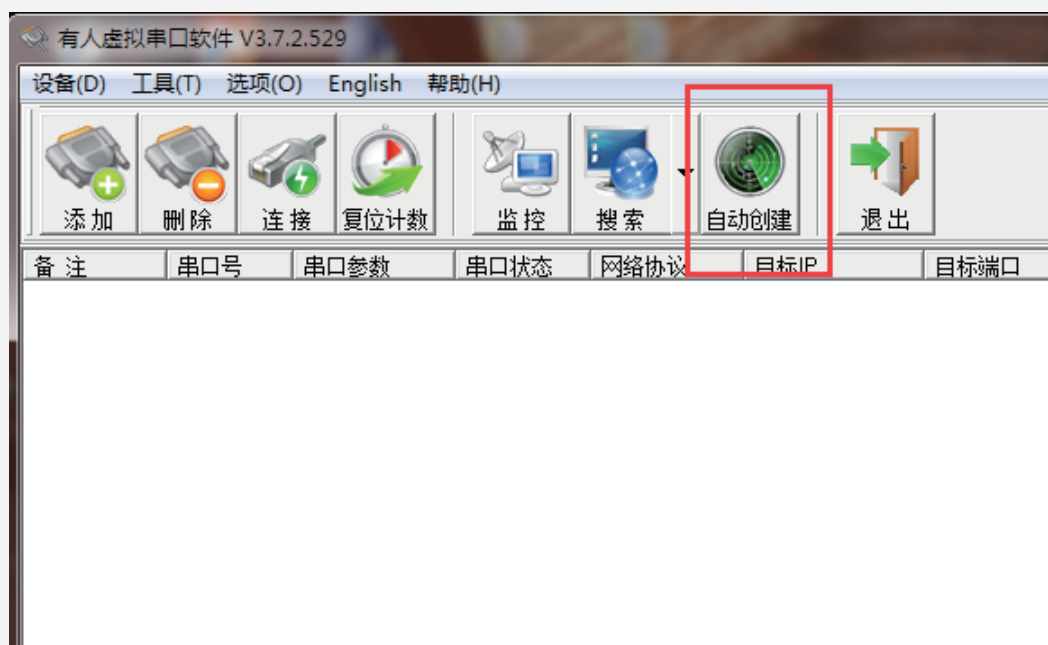 有人虚拟串口软件 V3.7.2.529
设备(D) 工具(T) 选项(O) English 帮助(H)
添加 删除 连接 复位计数 监控 搜索 自动创建 退出
备注 串口号 串口参数 串口状态 网络协议 目标IP 目标端口